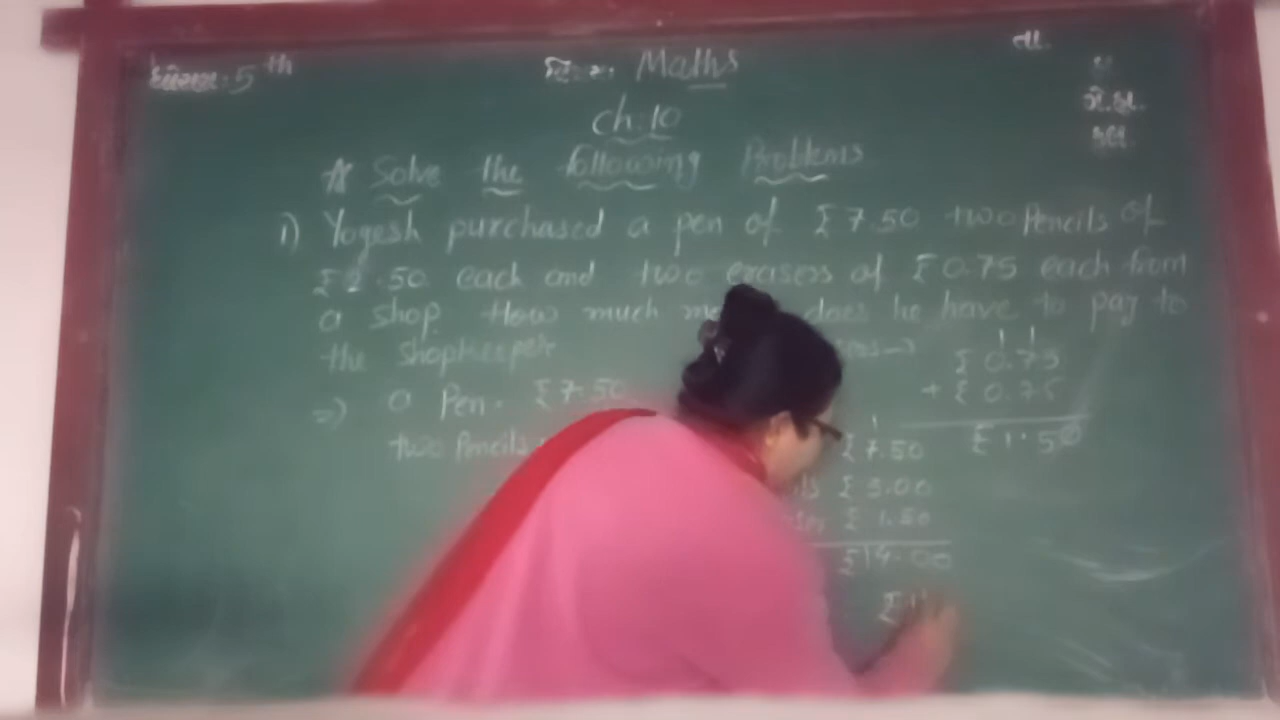 5th
Maths
તા.
Ch.10
* Solve the following Problems
1) Yogesh purchased a pen of ₹7.50 two Pencils of
₹2.50 each and two erasers of ₹0.75 each from
a shop. How much does he have to pay to
the shopkeeper
₹0.75
+ ₹0.75
₹1.50
=) a Pen. ₹7.50
two Pencils
₹7.50
₹5.00
₹1.50
₹14.00